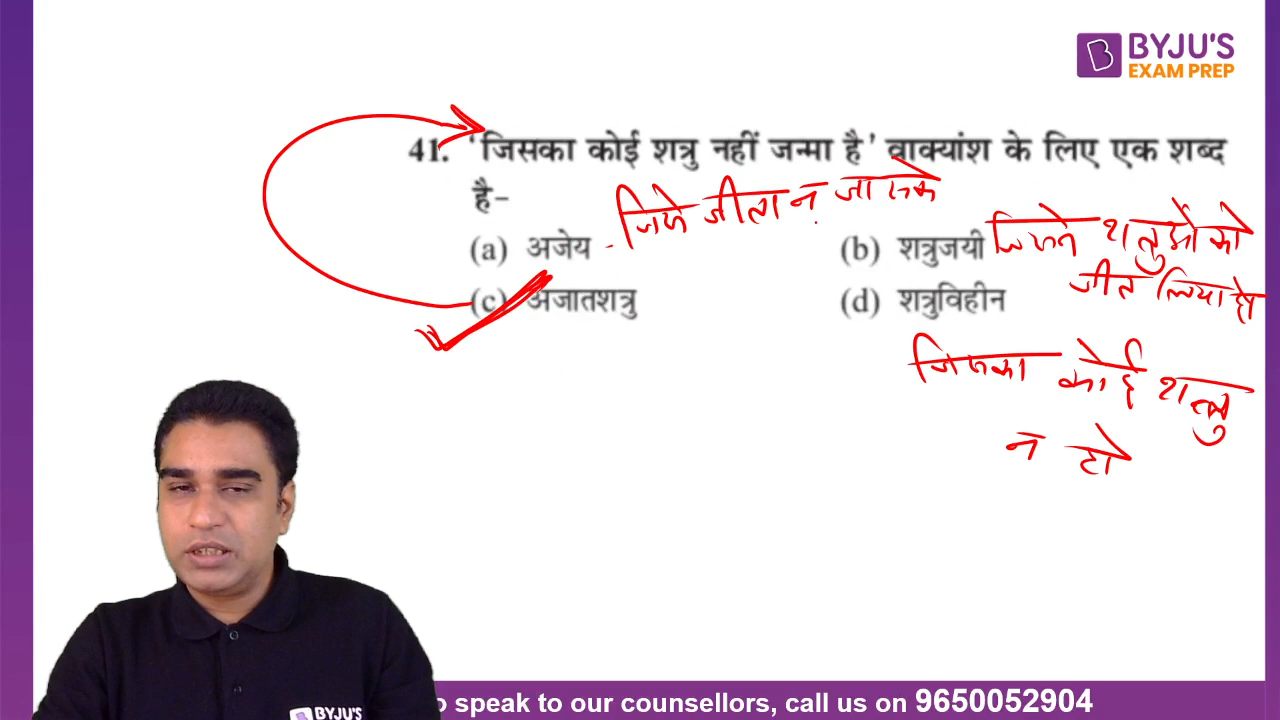 BYJU'S
EXAM PREP
41. 'जिसका कोई शत्रु नहीं जन्मा है' वाक्यांश के लिए एक शब्द
है–
जिसे जीता न जा सके
(a) अजेय
(b) शत्रुजयी
जिसने शत्रुओं को
जीत लिया हो
(c) अजातशत्रु
(d) शत्रुविहीन
जिसका कोई शत्रु
न हो
BYJU'S
o speak to our counsellors, call us on 9650052904